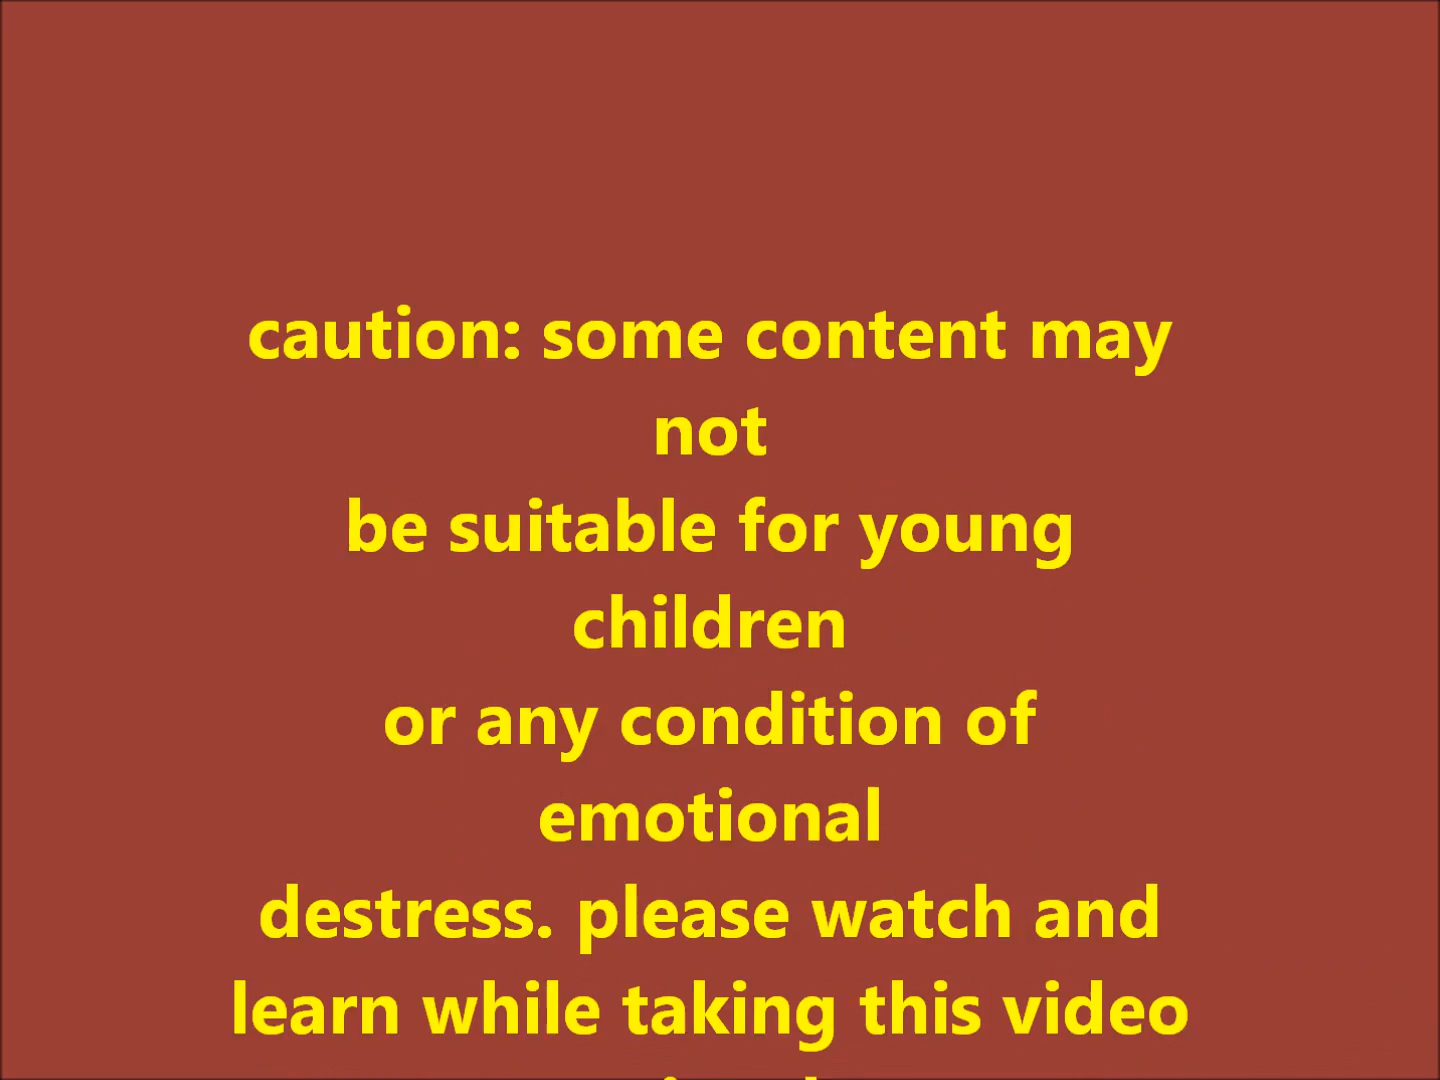 caution: some content may
not
be suitable for young
children
or any condition of
emotional
destress. please watch and
learn while taking this video